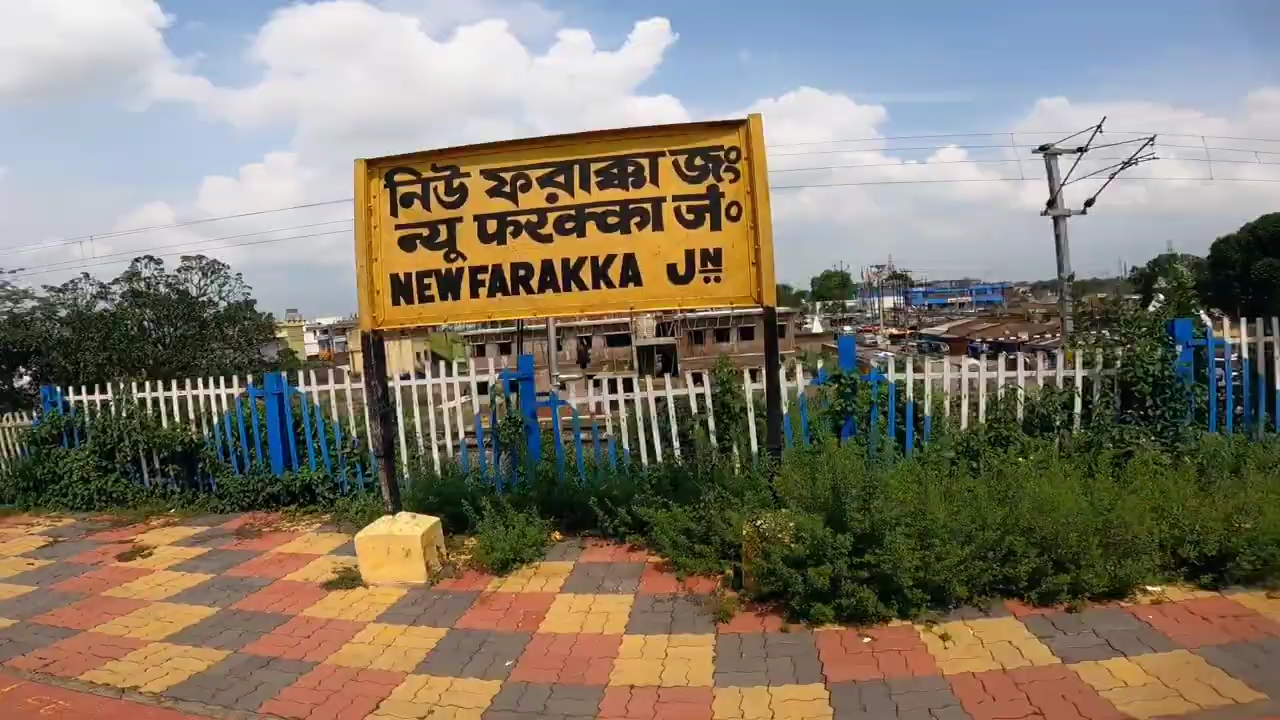 নিউ ফরাক্কা জং
न्यू फरक्का जं०
NEW FARAKKA JN